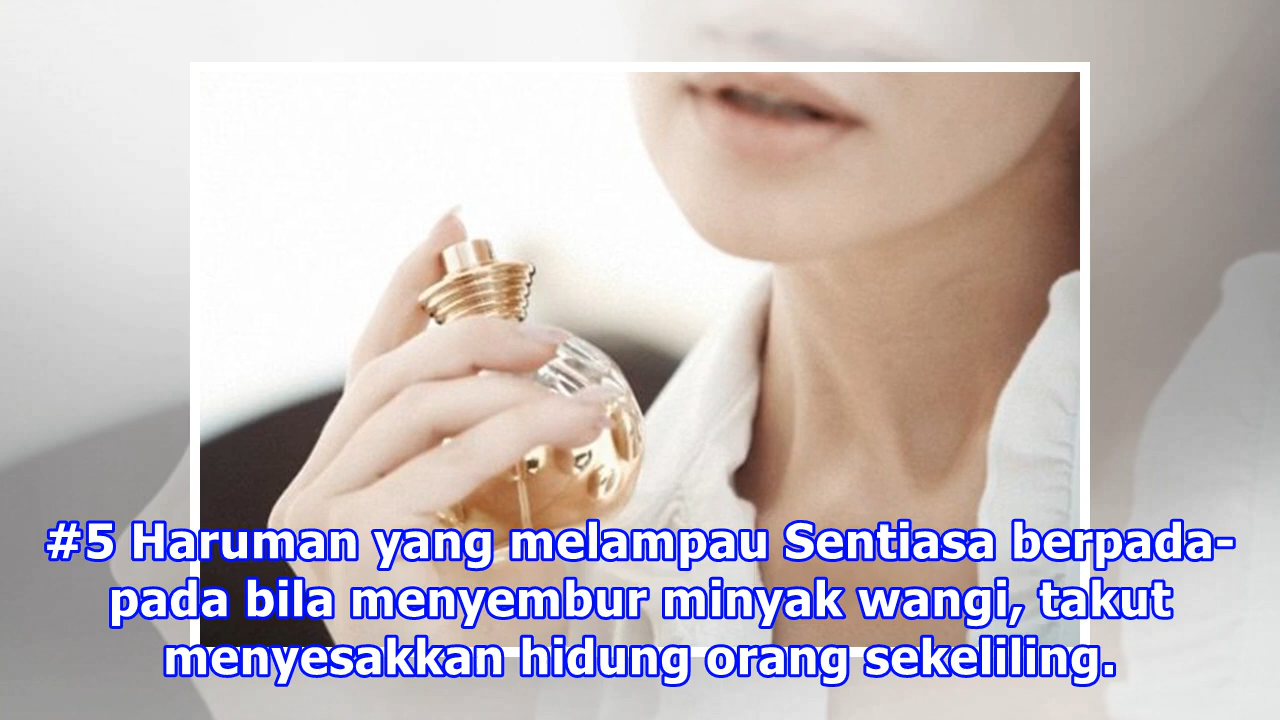 #5 Haruman yang melampau Sentiasa berpada-
pada bila menyembur minyak wangi, takut
menyesakkan hidung orang sekeliling.